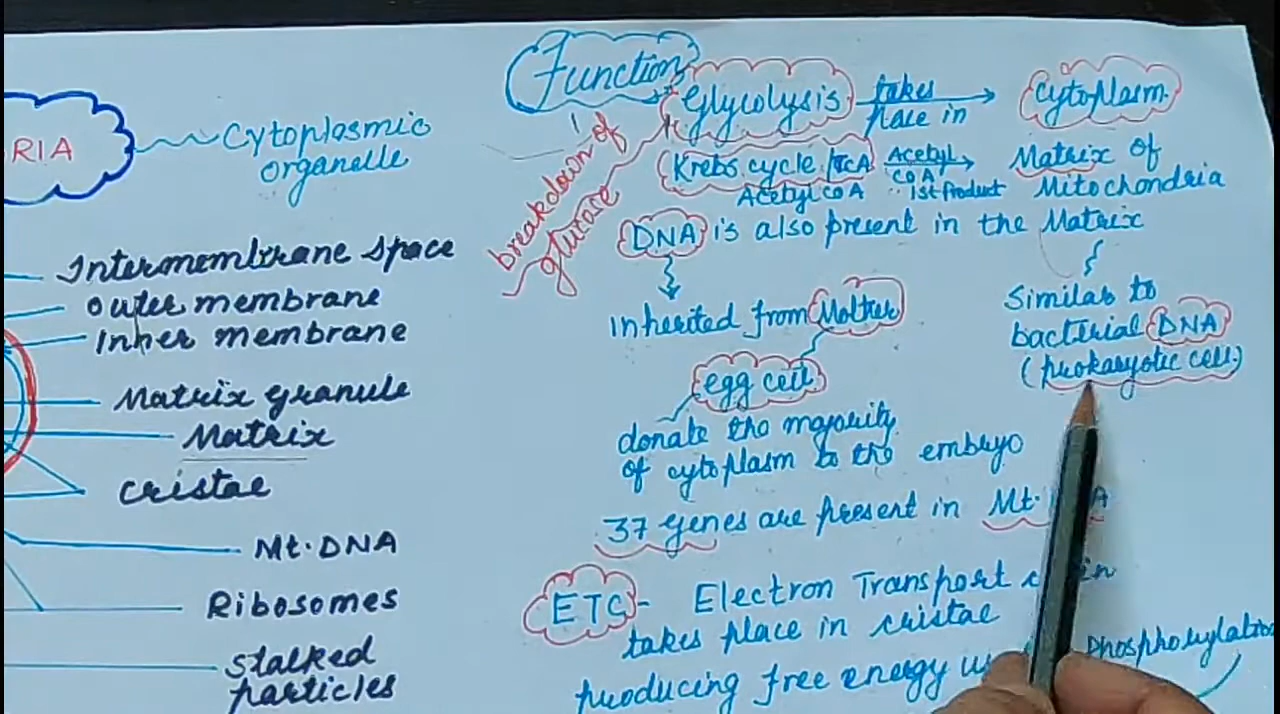 RIA
Cytoplasmic
organelle
Intermembrane space
Outer membrane
Inner membrane
Matrix granule
Matrix
Cristae
Mt. DNA
Ribosomes
Stalked
particles
Function
breakdown of
glucose
Glycolysis takes place in Cytoplasm.
Krebs cycle /TCA Acetyl COA Matrix of
Acetyl CoA 1st Product Mitochondria
DNA is also present in the Matrix
Similar to
bacterial DNA
(prokaryotic cell)
inherited from Mother
egg cell
donate the majority
of cytoplasm to the embryo
37 genes are present in Mt.
ETC - Electron Transport
takes place in cristae
producing free energy Phosphorylation